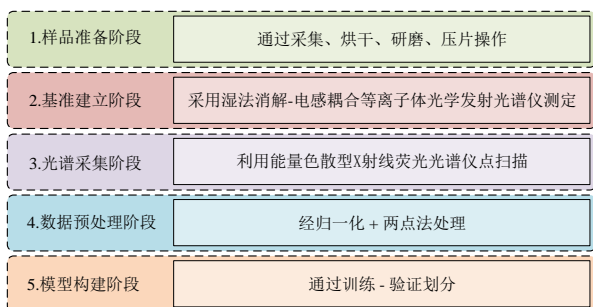 1.样品准备阶段
通过采集、烘干、研磨、压片操作
2.基准建立阶段
采用湿法消解-电感耦合等离子体光学发射光谱仪测定
3.光谱采集阶段
利用能量色散型X射线荧光光谱仪点扫描
4.数据预处理阶段
经归一化 + 两点法处理
5.模型构建阶段
通过训练 - 验证划分